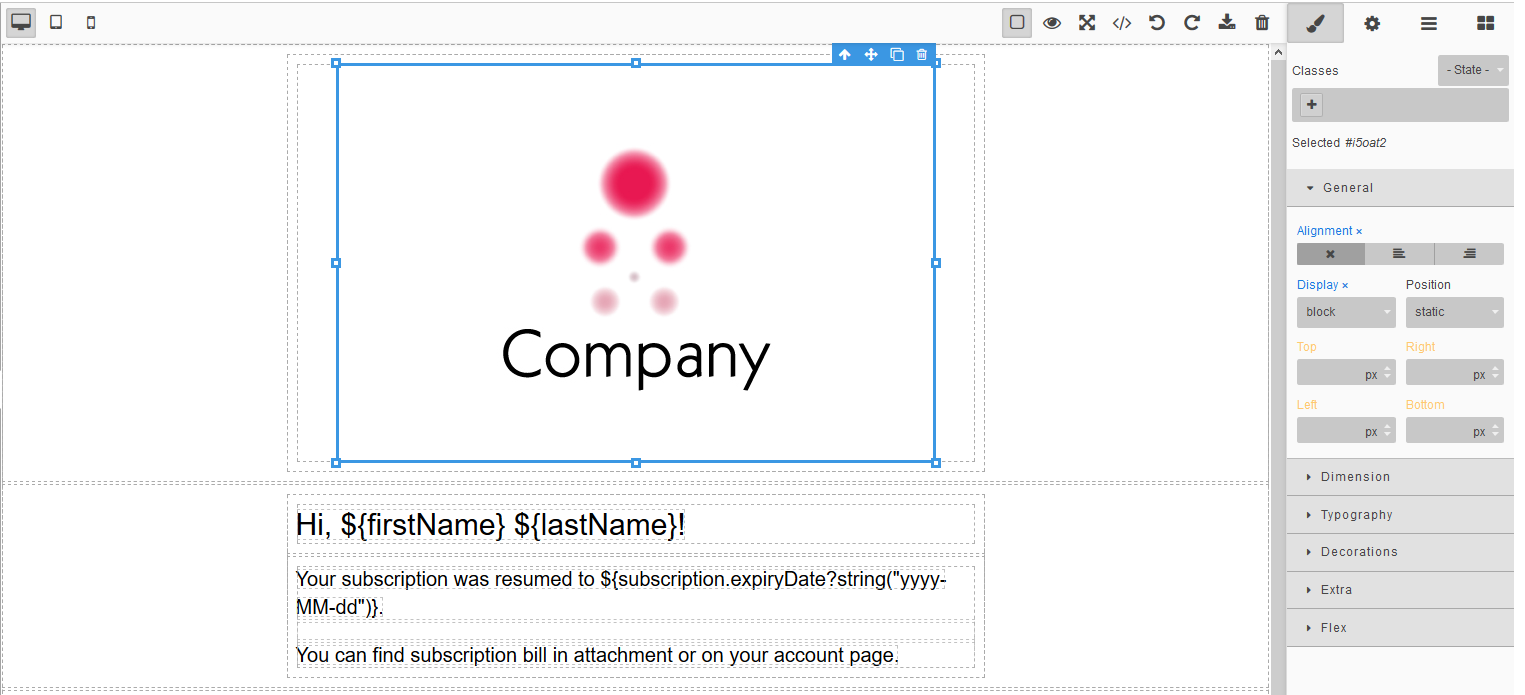 Classes
- State -
Selected #i5oat2
General
Alignment ×
Display ×
Position
block
static
Top
Right
px
px
Left
Bottom
px
px
Dimension
Typography
Decorations
Extra
Flex
Company
Hi, ${firstName} ${lastName}!
Your subscription was resumed to ${subscription.expiryDate?string("yyyy-
MM-dd")}.
You can find subscription bill in attachment or on your account page.